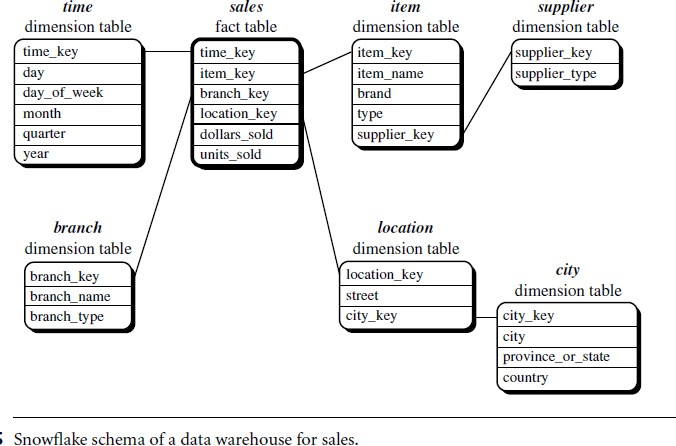 time
dimension table
time_key
day
day_of_week
month
quarter
year
sales
fact table
time_key
item_key
branch_key
location_key
dollars_sold
units_sold
item
dimension table
item_key
item_name
brand
type
supplier_key
supplier
dimension table
supplier_key
supplier_type
branch
dimension table
branch_key
branch_name
branch_type
location
dimension table
location_key
street
city_key
city
dimension table
city_key
city
province_or_state
country
Snowflake schema of a data warehouse for sales.